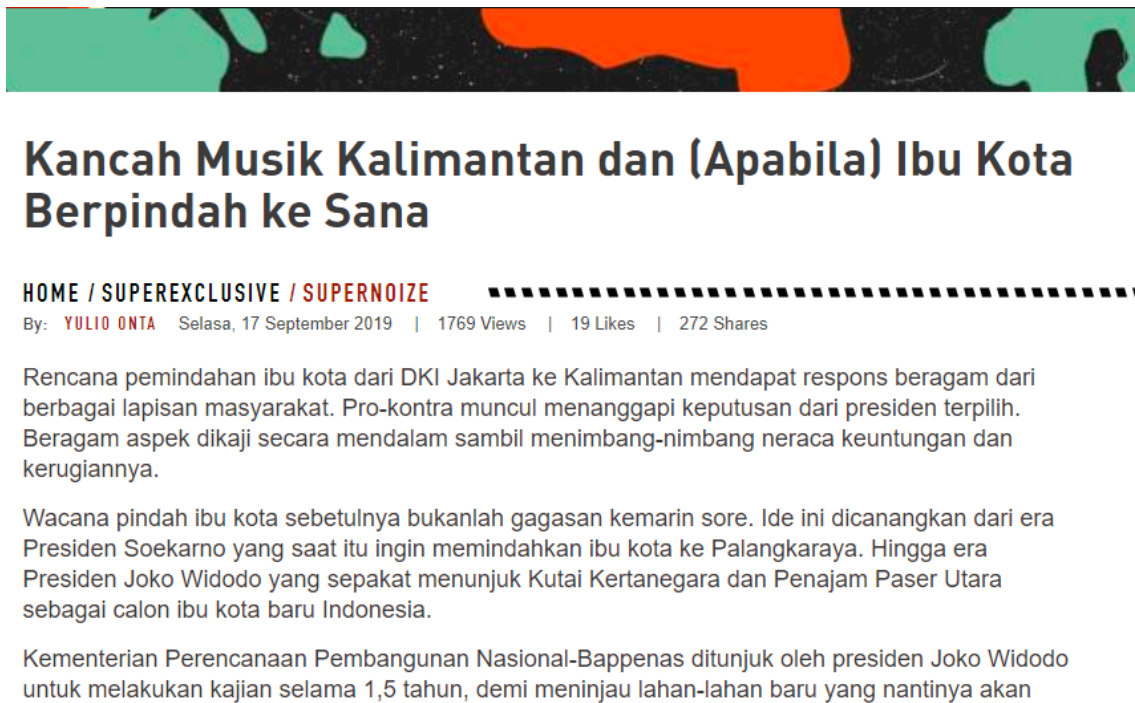 Kancah Musik Kalimantan dan (Apabila) Ibu Kota
Berpindah ke Sana
HOME / SUPEREXCLUSIVE / SUPERNOIZE
By: YULIO ONTA Selasa, 17 September 2019 | 1769 Views | 19 Likes | 272 Shares
Rencana pemindahan ibu kota dari DKI Jakarta ke Kalimantan mendapat respons beragam dari
berbagai lapisan masyarakat. Pro-kontra muncul menanggapi keputusan dari presiden terpilih.
Beragam aspek dikaji secara mendalam sambil menimbang-nimbang neraca keuntungan dan
kerugiannya.
Wacana pindah ibu kota sebetulnya bukanlah gagasan kemarin sore. Ide ini dicanangkan dari era
Presiden Soekarno yang saat itu ingin memindahkan ibu kota ke Palangkaraya. Hingga era
Presiden Joko Widodo yang sepakat menunjuk Kutai Kertanegara dan Penajam Paser Utara
sebagai calon ibu kota baru Indonesia.
Kementerian Perencanaan Pembangunan Nasional-Bappenas ditunjuk oleh presiden Joko Widodo
untuk melakukan kajian selama 1,5 tahun, demi meninjau lahan-lahan baru yang nantinya akan